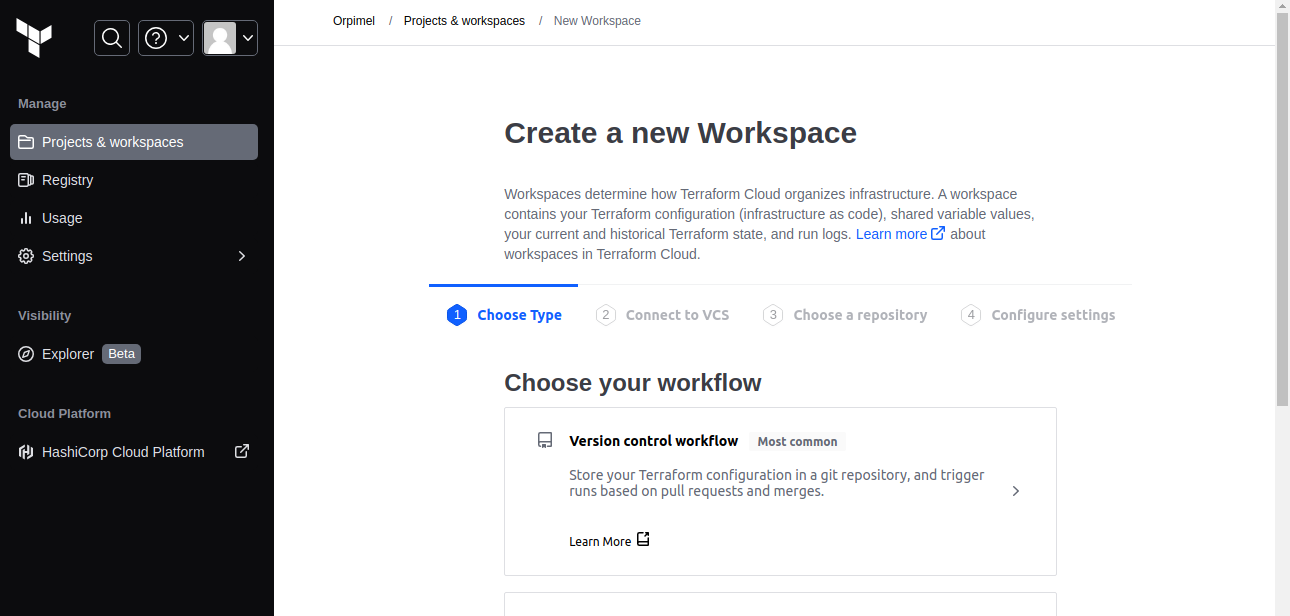 Manage
Projects & workspaces
Registry
Usage
Settings
Visibility
Explorer Beta
Cloud Platform
HashiCorp Cloud Platform
Orpimel / Projects & workspaces / New Workspace
Create a new Workspace
Workspaces determine how Terraform Cloud organizes infrastructure. A workspace
contains your Terraform configuration (infrastructure as code), shared variable values,
your current and historical Terraform state, and run logs. Learn more about
workspaces in Terraform Cloud.
1 Choose Type 2 Connect to VCS 3 Choose a repository 4 Configure settings
Choose your workflow
Version control workflow Most common
Store your Terraform configuration in a git repository, and trigger
runs based on pull requests and merges.
Learn More